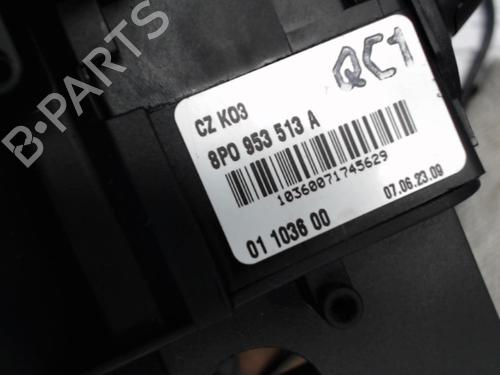 B-PARTS
QC1
CZ K03
8P0 953 513 A
10360071745629
01 1036 00
07.06.23.09